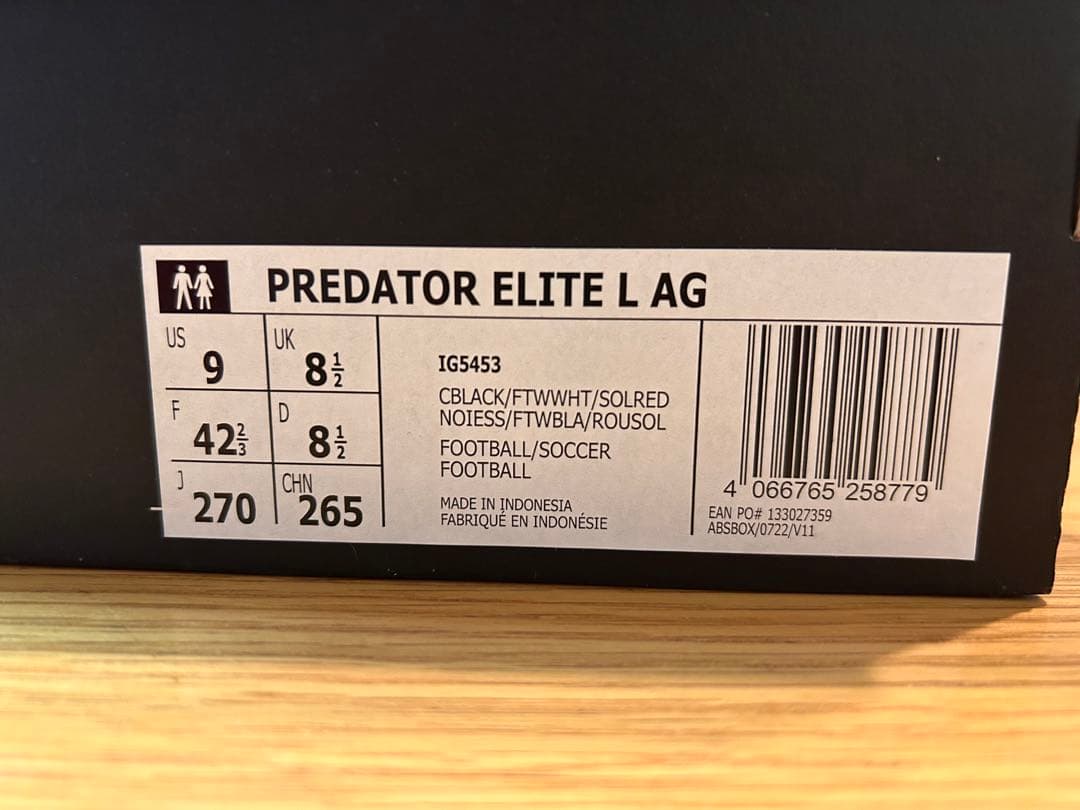 PREDATOR ELITE L AG
US 9 UK 8½
F 42⅔ D 8½
J 270 CHN 265
IG5453
CBLACK/FTWWHT/SOLRED
NOIESS/FTWBLA/ROUSOL
FOOTBALL/SOCCER
FOOTBALL
MADE IN INDONESIA
FABRIQUÉ EN INDONÉSIE
4 066765 258779
EAN PO# 133027359
ABSBOX/0722/V11